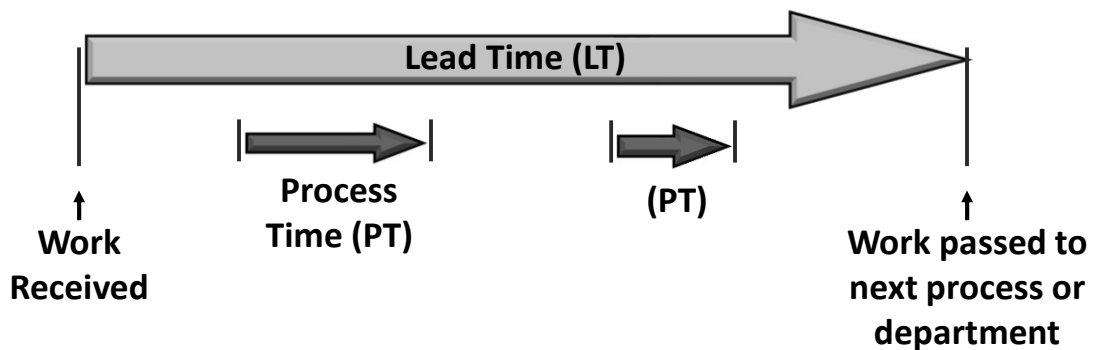 Lead Time (LT)
Process
Time (PT)
(PT)
Work
Received
Work passed to
next process or
department